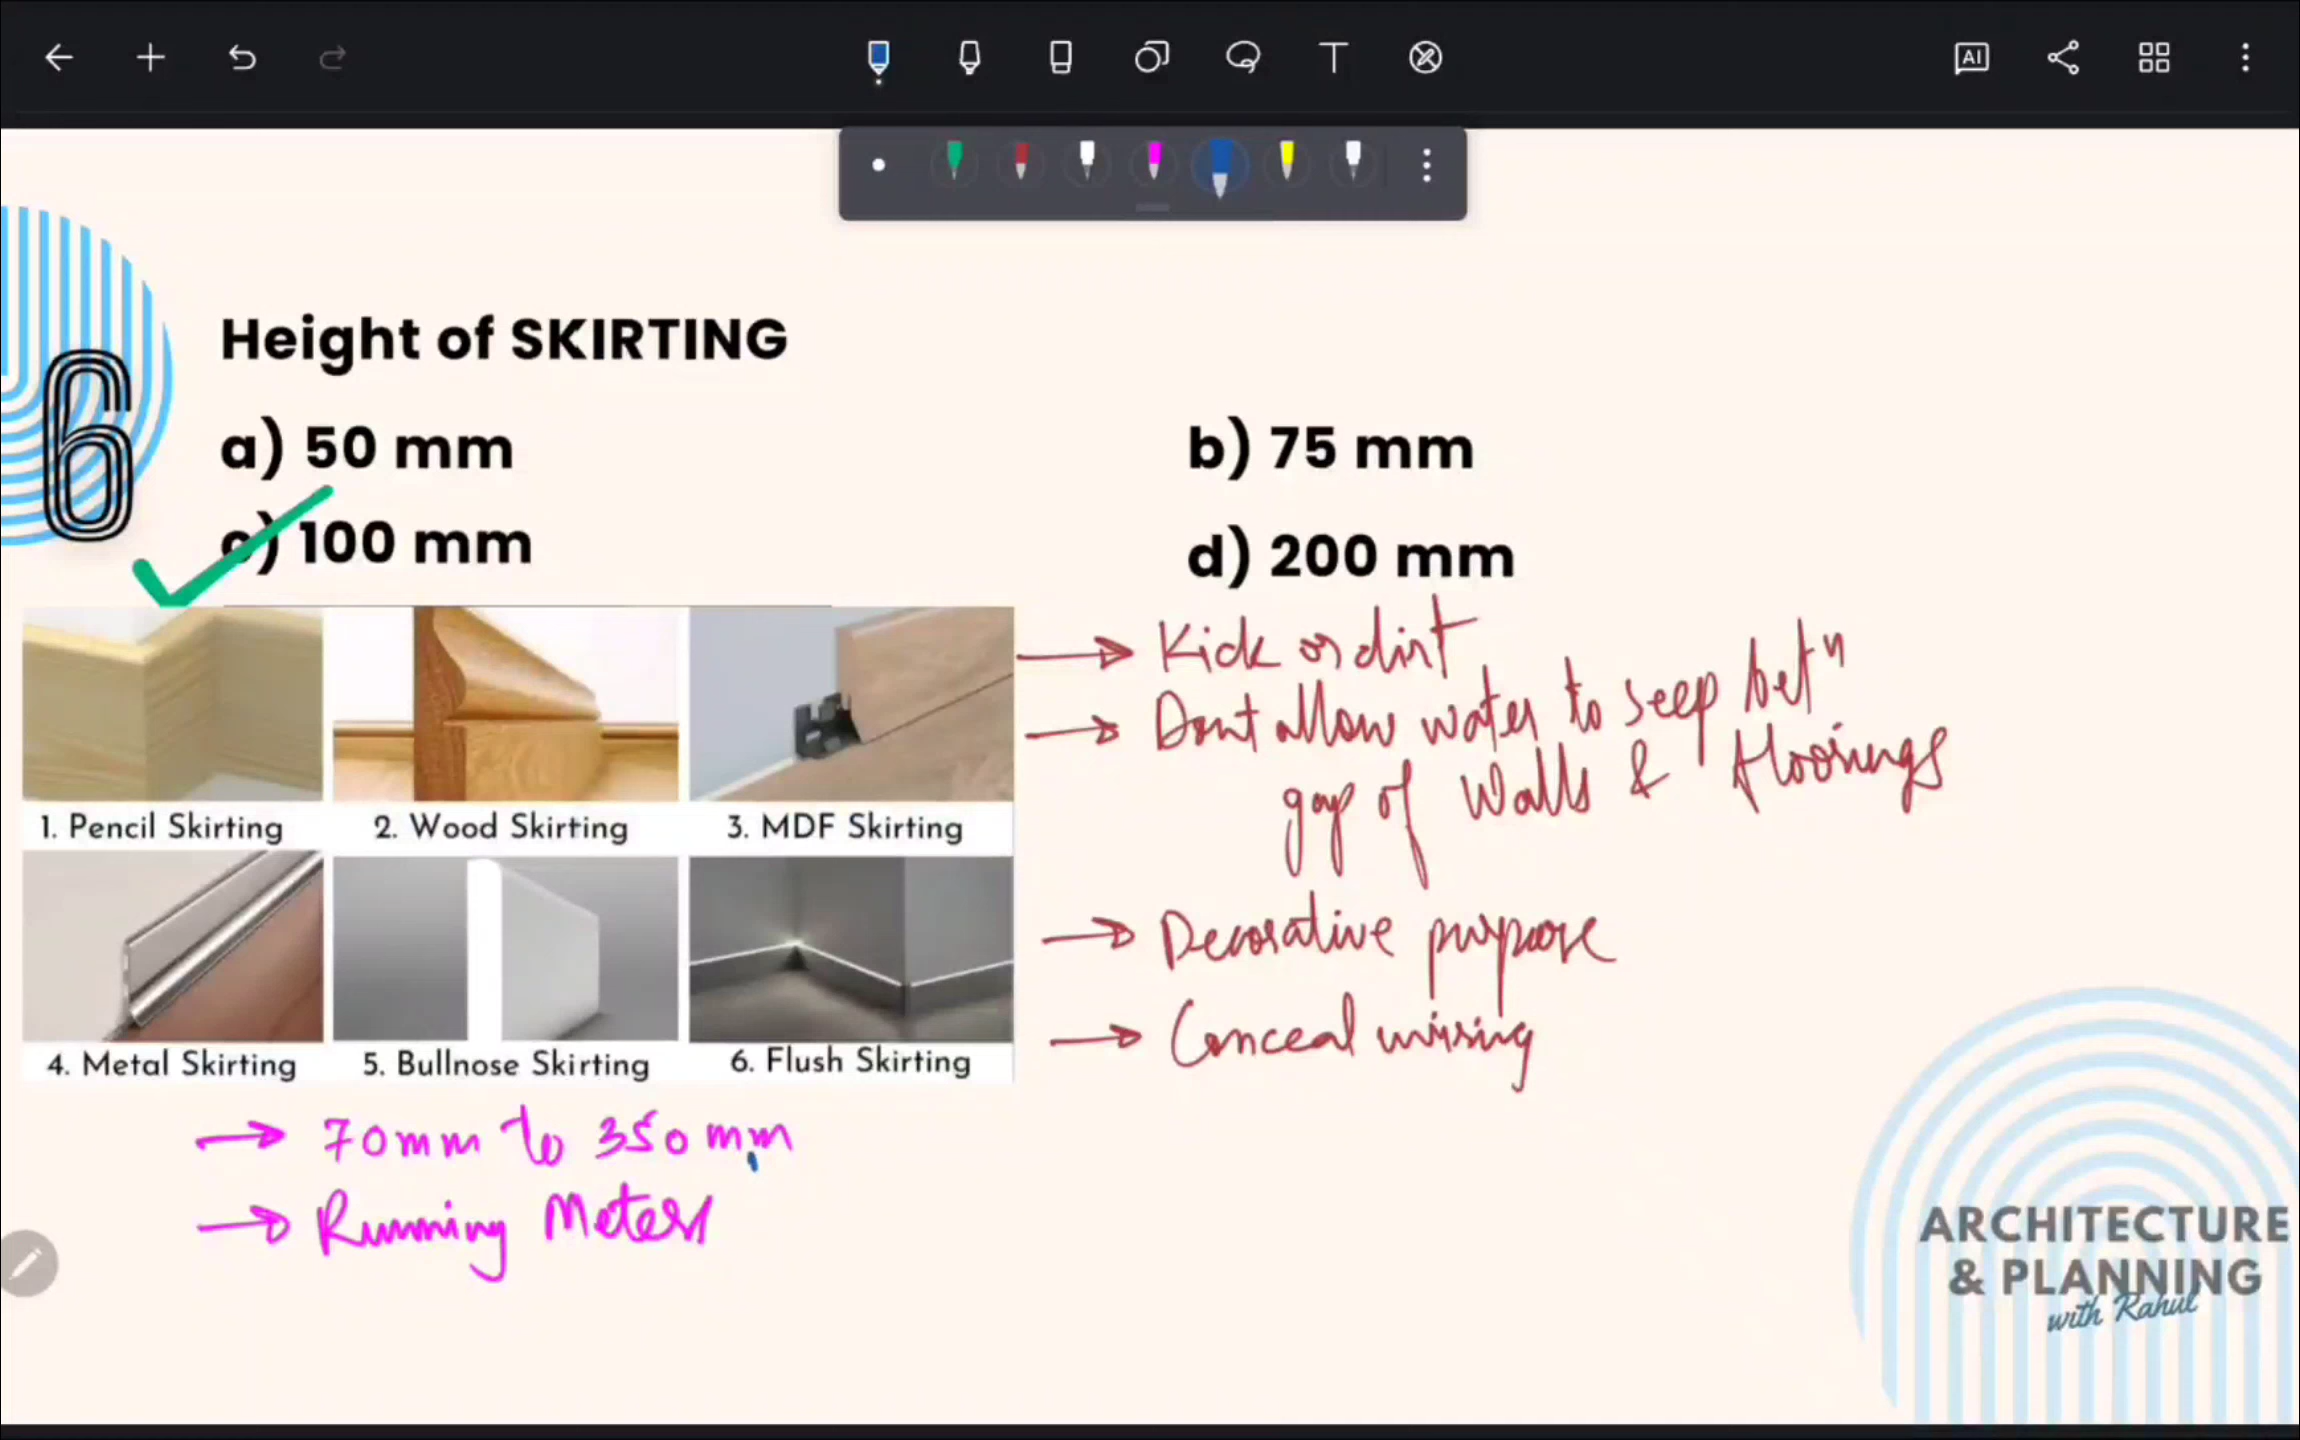 AI
T
6
Height of SKIRTING
a) 50 mm
b) 75 mm
c) 100 mm
d) 200 mm
1. Pencil Skirting
2. Wood Skirting
3. MDF Skirting
4. Metal Skirting
5. Bullnose Skirting
6. Flush Skirting
→ Kick or dirt
→ Dont allow water to seep betn
gap of Walls & floorings
→ Decorative purpose
→ Conceal wiring
→ 70mm to 350 mm
→ Running Meters
ARCHITECTURE
& PLANNING
with Rahul